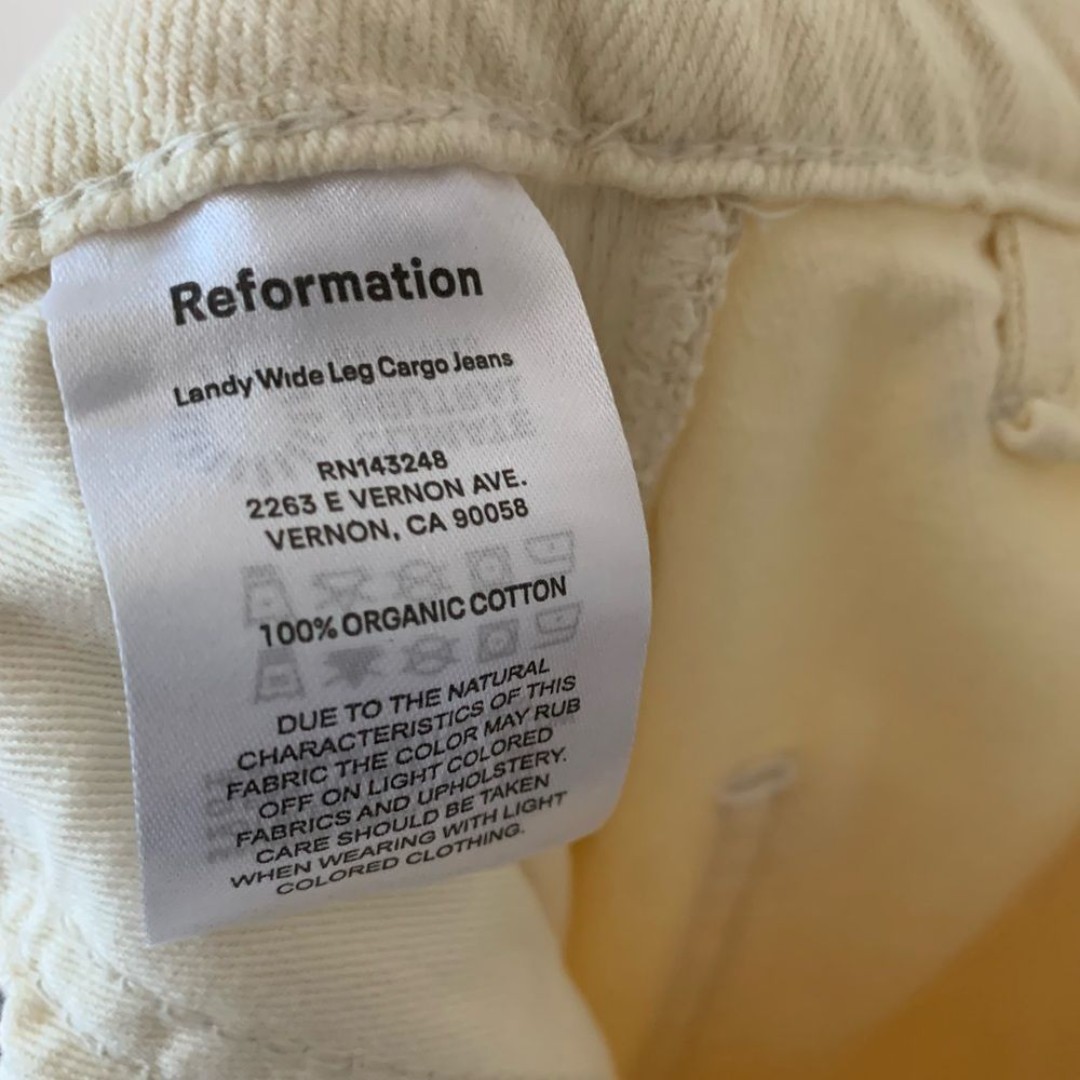 Reformation
Landy Wide Leg Cargo Jeans
RN143248
2263 E VERNON AVE.
VERNON, CA 90058
100% ORGANIC COTTON
DUE TO THE NATURAL
CHARACTERISTICS OF THIS
FABRIC THE COLOR MAY RUB
OFF ON LIGHT COLORED
FABRICS AND UPHOLSTERY.
CARE SHOULD BE TAKEN
WHEN WEARING WITH LIGHT
COLORED CLOTHING.